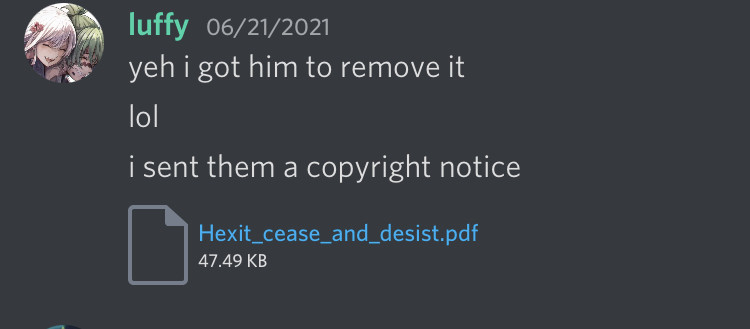 luffy 06/21/2021
yeh i got him to remove it
lol
i sent them a copyright notice
Hexit_cease_and_desist.pdf
47.49 KB